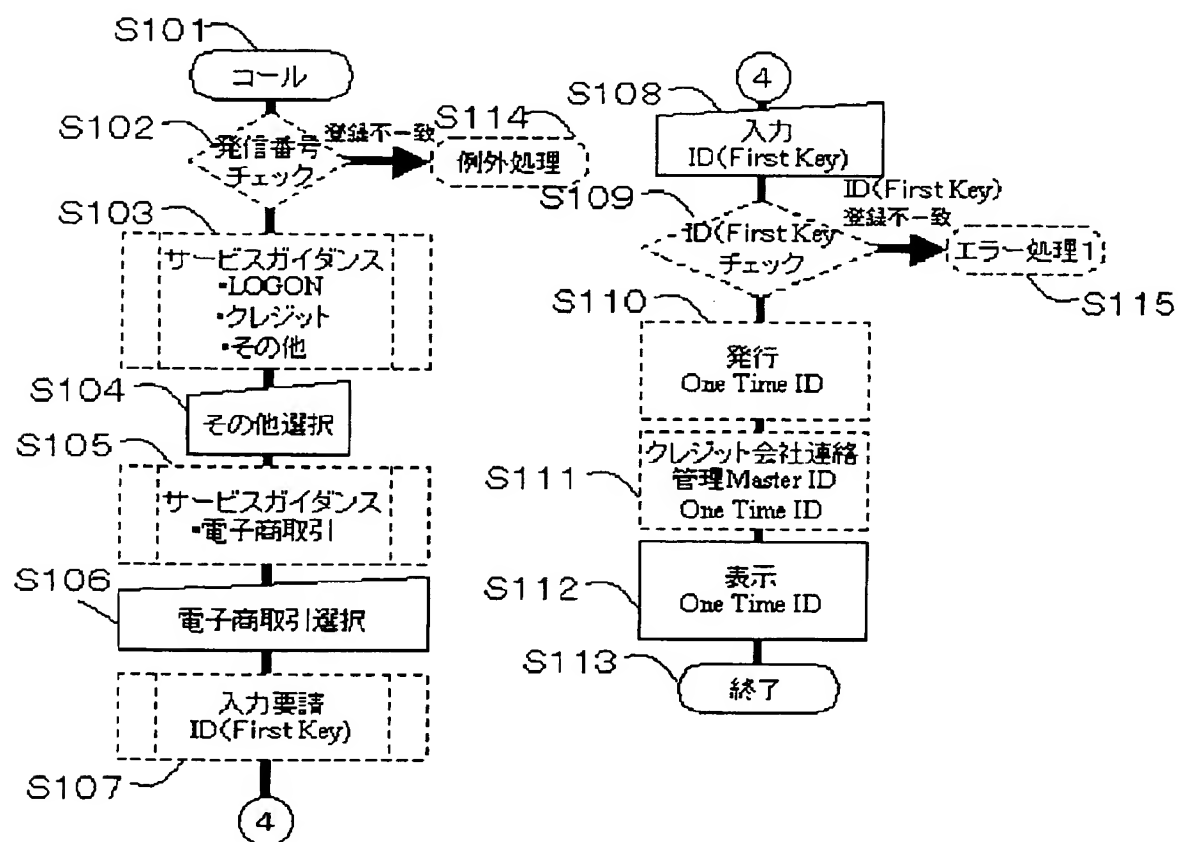 S101
コール
S102
発信番号
チェック
登録不一致
S114
例外処理
S103
サービスガイダンス
・LOGON
・クレジット
・その他
S104
その他選択
S105
サービスガイダンス
・電子商取引
S106
電子商取引選択
入力要請
ID(First Key)
S107
4
4
S108
入力
ID(First Key)
S109
ID(First Key
チェック
ID(First Key)
登録不一致
エラー処理1
S115
S110
発行
One Time ID
S111
クレジット会社連絡
管理Master ID
One Time ID
S112
表示
One Time ID
S113
終了